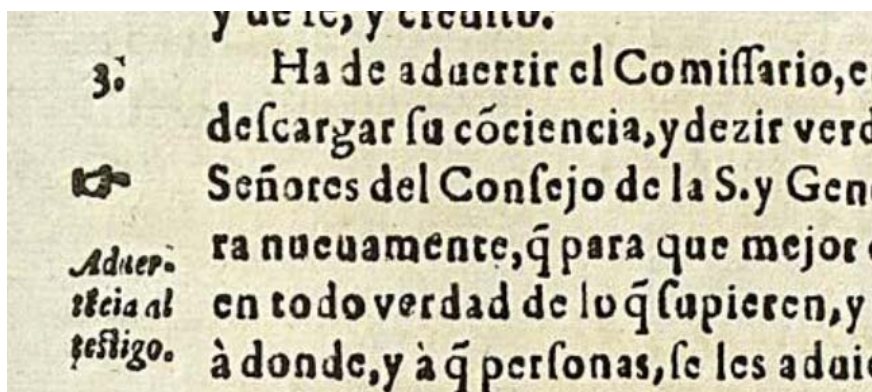 y de fe, y credito.
3.
Ha de aduertir el Comiſſario, e
deſcargar ſu cõciencia, y dezir verd
☞
Señores del Conſejo de la S. y Gene
ra nueuamente, q̃ para que mejor
en todo verdad de lo q̃ ſupieren, y
à donde, y à q̃ perſonas, ſe les aduie
Aduer-
tẽcia al
teſtigo.